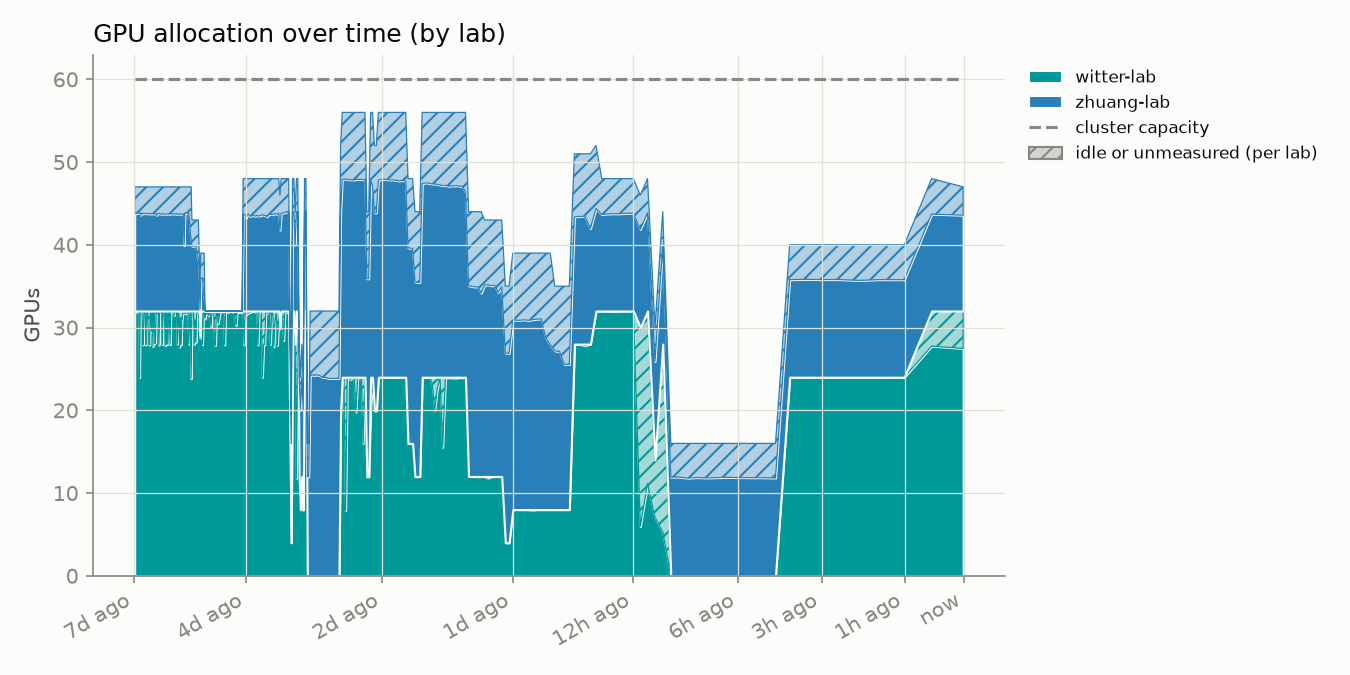 GPU allocation over time (by lab)
60
50
40
30
20
10
0
GPUs
7d ago
4d ago
2d ago
1d ago
12h ago
6h ago
3h ago
1h ago
now
witter-lab
zhuang-lab
cluster capacity
idle or unmeasured (per lab)